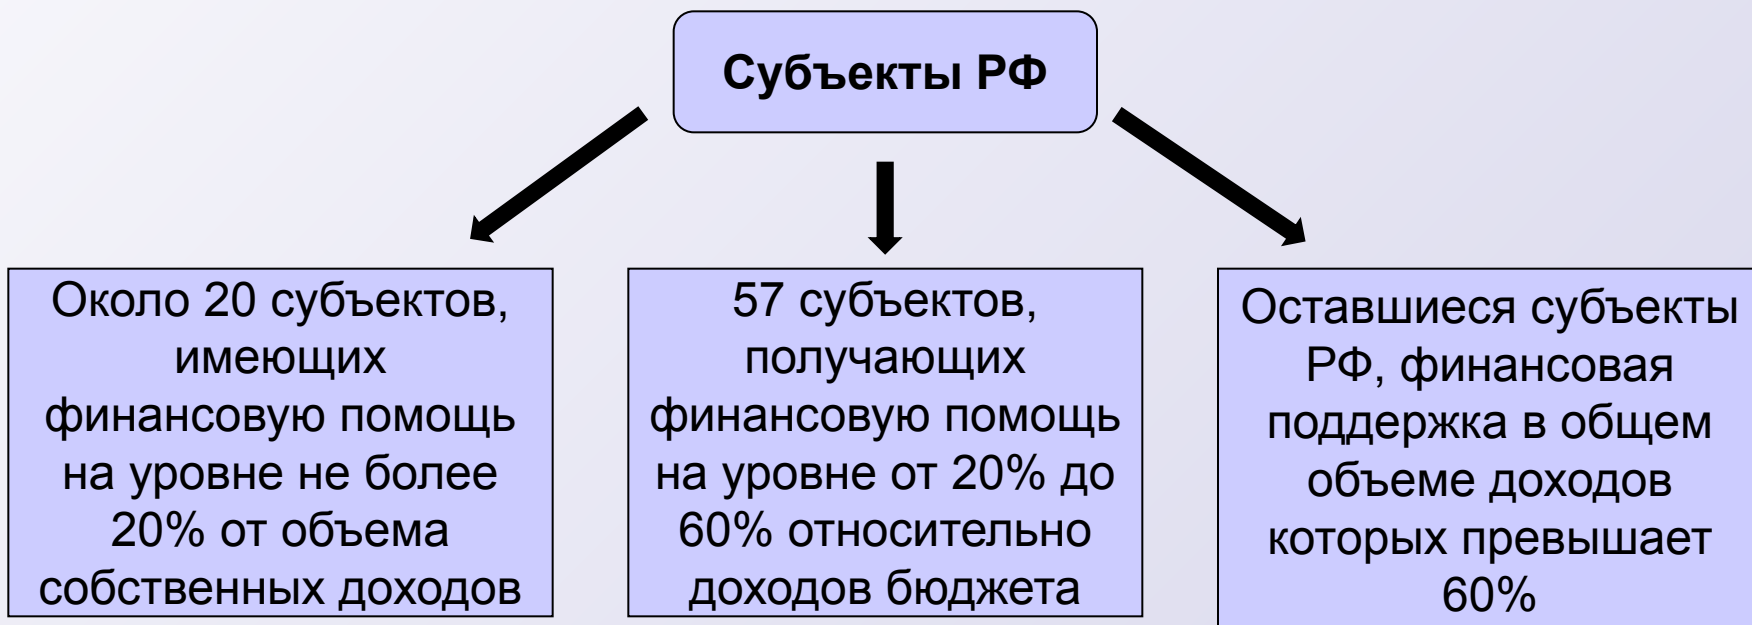 Субъекты РФ
Около 20 субъектов,
имеющих
финансовую помощь
на уровне не более
20% от объема
собственных доходов
57 субъектов,
получающих
финансовую помощь
на уровне от 20% до
60% относительно
доходов бюджета
Оставшиеся субъекты
РФ, финансовая
поддержка в общем
объеме доходов
которых превышает
60%